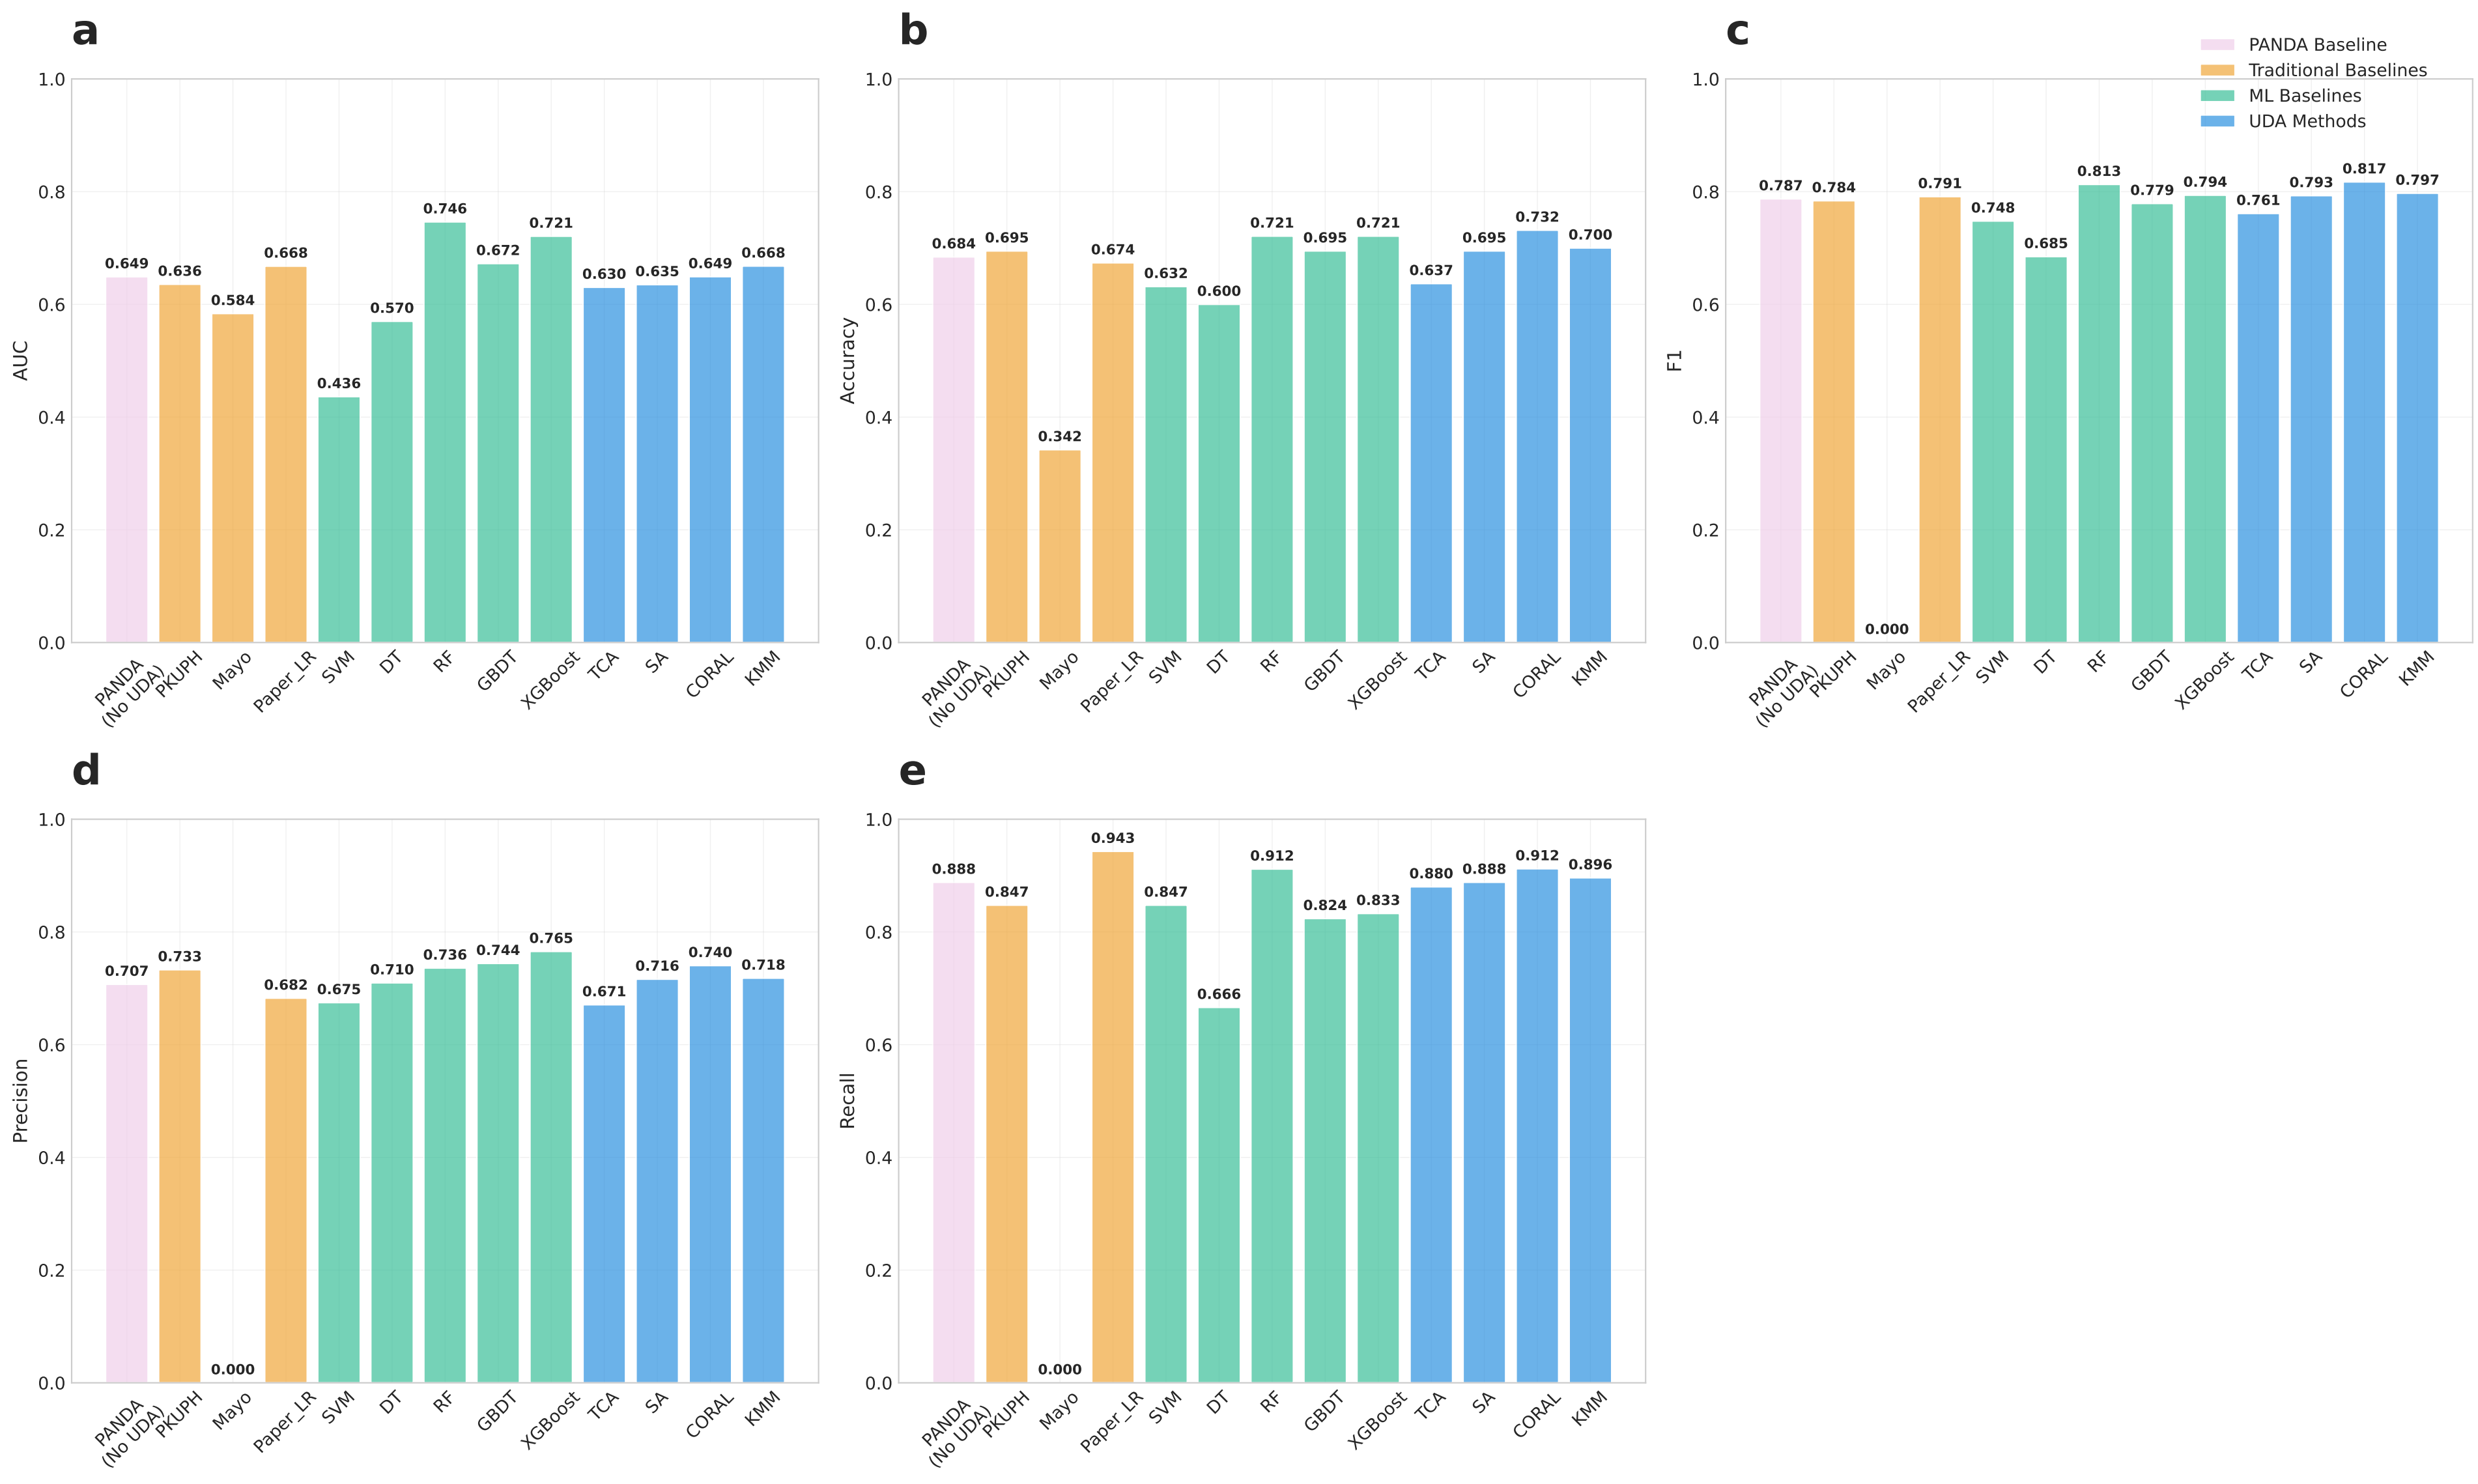 a
1.0
0.8
0.6
0.4
0.2
0.0
AUC
0.649
0.636
0.584
0.668
0.436
0.570
0.746
0.672
0.721
0.630
0.635
0.649
0.668
PANDA
(No UDA)
PKUPH
Mayo
Paper_LR
SVM
DT
RF
GBDT
XGBoost
TCA
SA
CORAL
KMM
b
1.0
0.8
0.6
0.4
0.2
0.0
Accuracy
0.684
0.695
0.342
0.674
0.632
0.600
0.721
0.695
0.721
0.637
0.695
0.732
0.700
PANDA
(No UDA)
PKUPH
Mayo
Paper_LR
SVM
DT
RF
GBDT
XGBoost
TCA
SA
CORAL
KMM
c
PANDA Baseline
Traditional Baselines
ML Baselines
UDA Methods
1.0
0.8
0.6
0.4
0.2
0.0
F1
0.787
0.784
0.000
0.791
0.748
0.685
0.813
0.779
0.794
0.761
0.793
0.817
0.797
PANDA
(No UDA)
PKUPH
Mayo
Paper_LR
SVM
DT
RF
GBDT
XGBoost
TCA
SA
CORAL
KMM
d
1.0
0.8
0.6
0.4
0.2
0.0
Precision
0.707
0.733
0.000
0.682
0.675
0.710
0.736
0.744
0.765
0.671
0.716
0.740
0.718
PANDA
(No UDA)
PKUPH
Mayo
Paper_LR
SVM
DT
RF
GBDT
XGBoost
TCA
SA
CORAL
KMM
e
1.0
0.8
0.6
0.4
0.2
0.0
Recall
0.888
0.847
0.000
0.943
0.847
0.666
0.912
0.824
0.833
0.880
0.888
0.912
0.896
PANDA
(No UDA)
PKUPH
Mayo
Paper_LR
SVM
DT
RF
GBDT
XGBoost
TCA
SA
CORAL
KMM